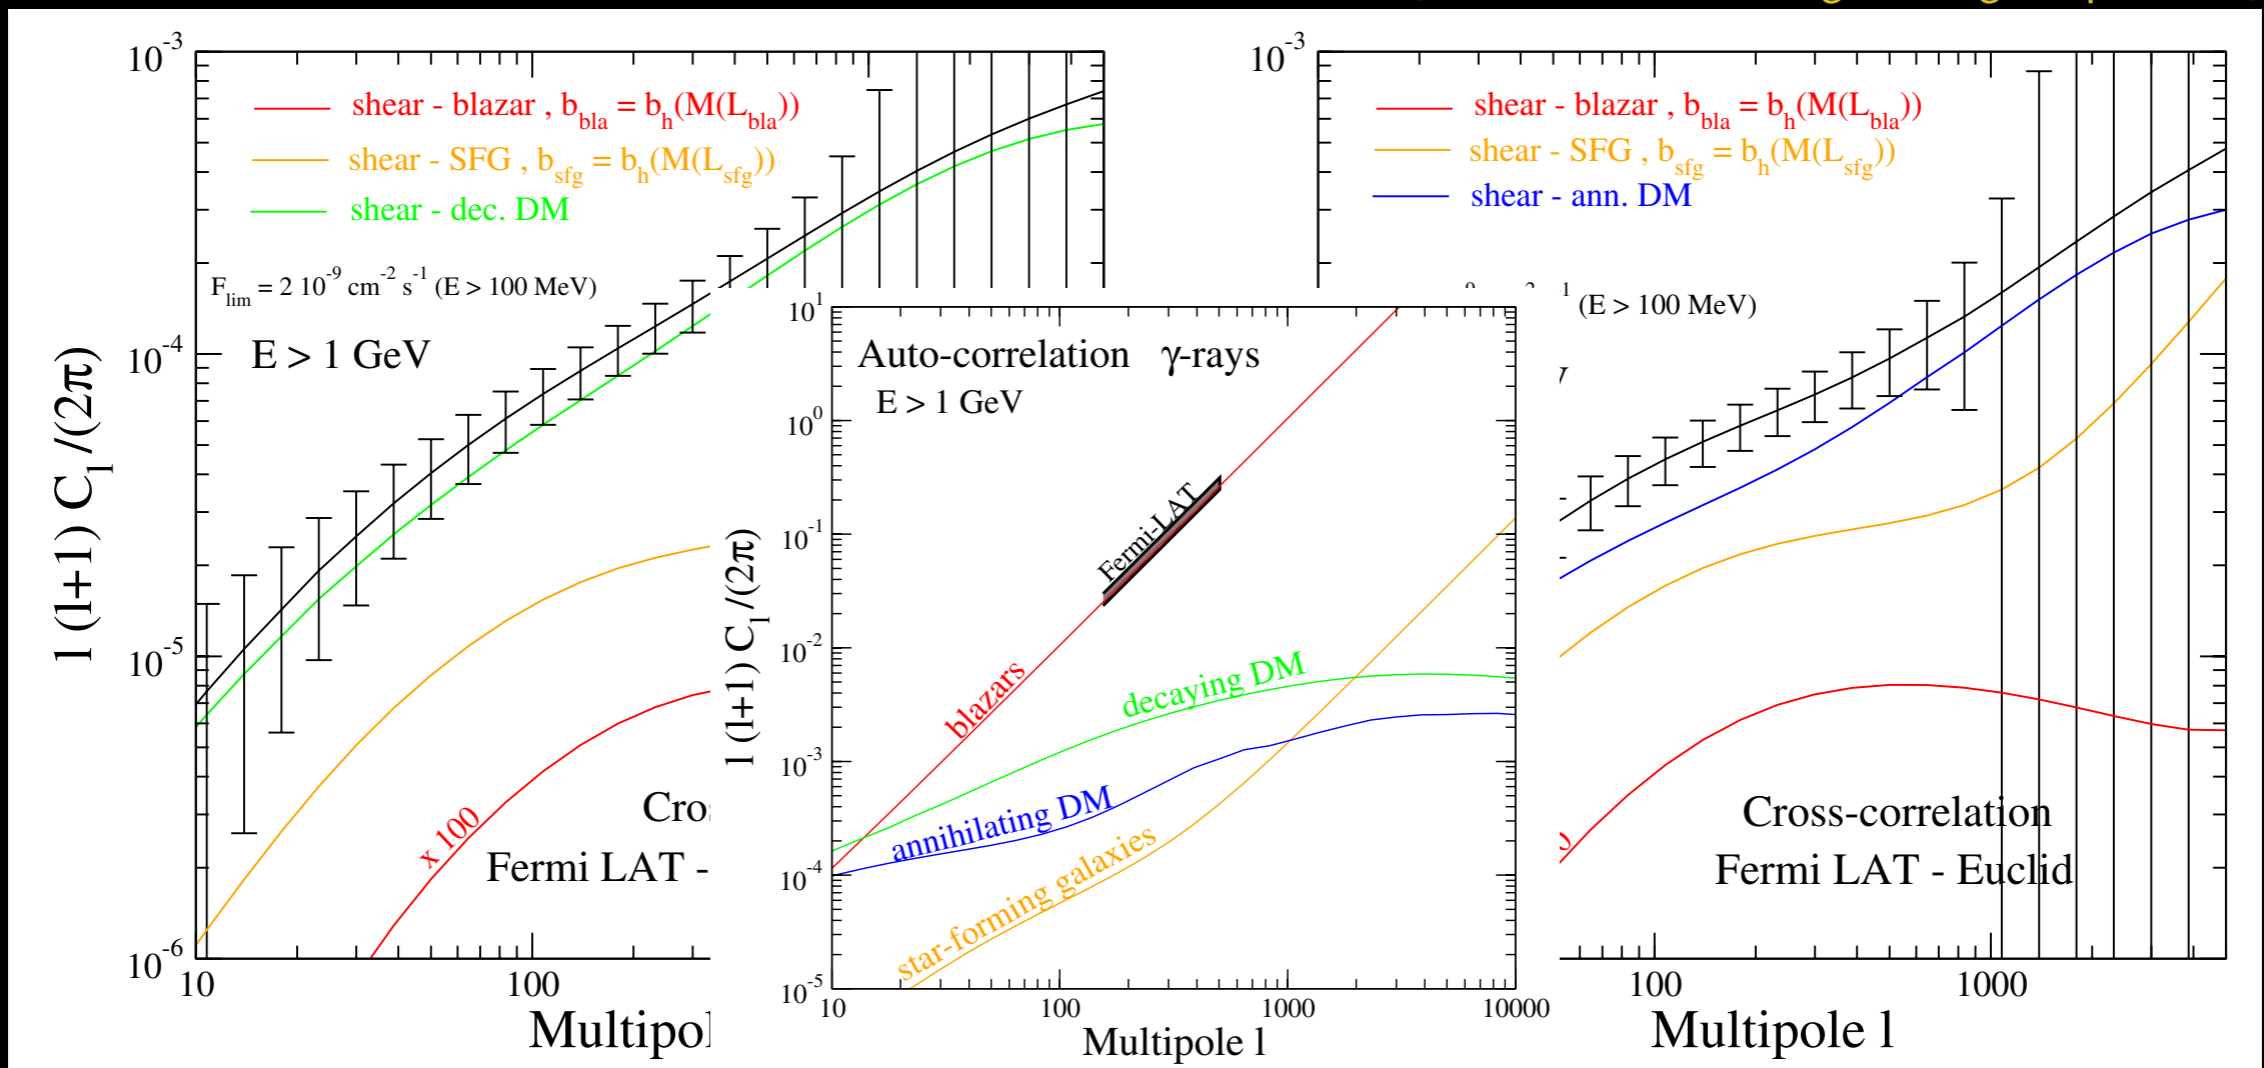 10^-3
shear - blazar , b_bla = b_h(M(L_bla))
shear - SFG , b_sfg = b_h(M(L_sfg))
shear - dec. DM
F_lim = 2 10^-9 cm^-2 s^-1 (E > 100 MeV)
E > 1 GeV
10^-4
l (l+1) C_l /(2π)
10^-5
x 100
Fermi LAT -
10^-6
10
100
10^1
Auto-correlation γ-rays
E > 1 GeV
10^0
Fermi-LAT
10^-1
l (l+1) C_l /(2π)
10^-2
blazars
decaying DM
10^-3
annihilating DM
10^-4
star-forming galaxies
10^-5
10
100
1000
10000
Multipole l
10^-3
shear - blazar , b_bla = b_h(M(L_bla))
shear - SFG , b_sfg = b_h(M(L_sfg))
shear - ann. DM
(E > 100 MeV)
Cross-correlation
Fermi LAT - Euclid
100
1000
Multipole l